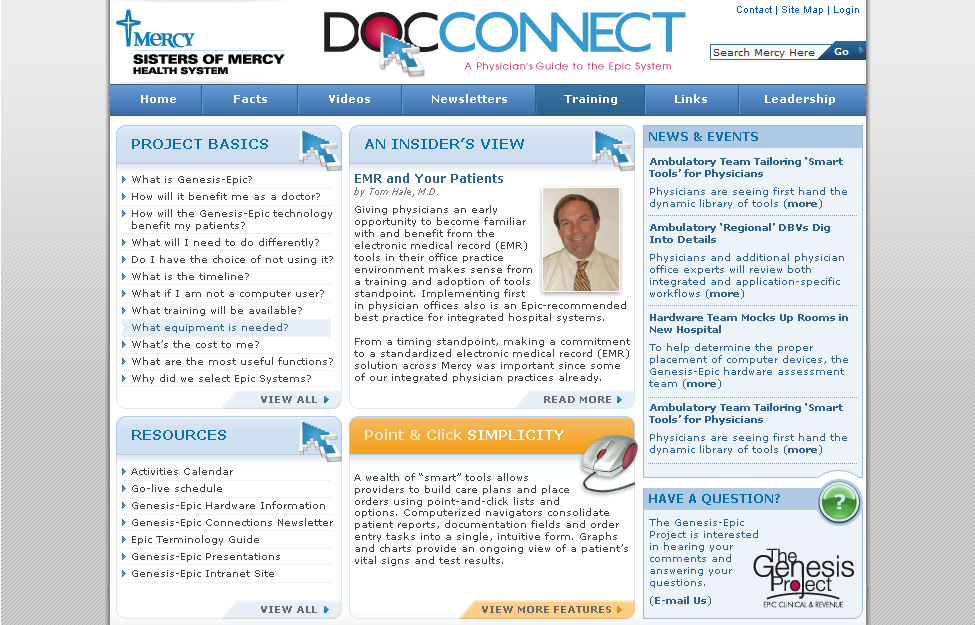 Contact | Site Map | Login
MERCY
SISTERS OF MERCY
HEALTH SYSTEM
DOCCONNECT
A Physician's Guide to the Epic System
Search Mercy Here
Go
Home
Facts
Videos
Newsletters
Training
Links
Leadership
PROJECT BASICS
What is Genesis-Epic?
How will it benefit me as a doctor?
How will the Genesis-Epic technology
benefit my patients?
What will I need to do differently?
Do I have the choice of not using it?
What is the timeline?
What if I am not a computer user?
What training will be available?
What equipment is needed?
What's the cost to me?
What are the most useful functions?
Why did we select Epic Systems?
VIEW ALL
RESOURCES
Activities Calendar
Go-live schedule
Genesis-Epic Hardware Information
Genesis-Epic Connections Newsletter
Epic Terminology Guide
Genesis-Epic Presentations
Genesis-Epic Intranet Site
VIEW ALL
AN INSIDER'S VIEW
EMR and Your Patients
by Tom Hale, M.D.
Giving physicians an early
opportunity to become familiar
with and benefit from the
electronic medical record (EMR)
tools in their office practice
environment makes sense from
a training and adoption of tools
standpoint. Implementing first
in physician offices also is an Epic-recommended
best practice for integrated hospital systems.
From a timing standpoint, making a commitment
to a standardized electronic medical record (EMR)
solution across Mercy was important since some
of our integrated physician practices already.
READ MORE
Point & Click SIMPLICITY
A wealth of "smart" tools allows
providers to build care plans and place
orders using point-and-click lists and
options. Computerized navigators consolidate
patient reports, documentation fields and order
entry tasks into a single, intuitive form. Graphs
and charts provide an ongoing view of a patient's
vital signs and test results.
VIEW MORE FEATURES
NEWS & EVENTS
Ambulatory Team Tailoring 'Smart
Tools' for Physicians
Physicians are seeing first hand the
dynamic library of tools (more)
Ambulatory 'Regional' DBVs Dig
Into Details
Physicians and additional physician
office experts will review both
integrated and application-specific
workflows (more)
Hardware Team Mocks Up Rooms in
New Hospital
To help determine the proper
placement of computer devices, the
Genesis-Epic hardware assessment
team (more)
Ambulatory Team Tailoring 'Smart
Tools' for Physicians
Physicians are seeing first hand the
dynamic library of tools (more)
HAVE A QUESTION?
?
The Genesis-Epic
Project is interested
in hearing your
comments and
answering your
questions.
(E-mail Us)
The
Genesis
Project
EPIC CLINICAL & REVENUE